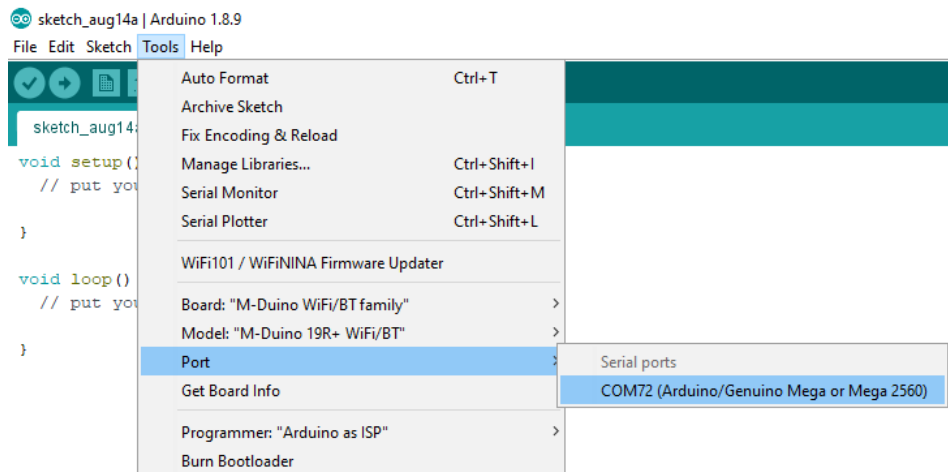 sketch_aug14a | Arduino 1.8.9
File Edit Sketch Tools Help
Auto Format Ctrl+T
Archive Sketch
sketch_aug14a
Fix Encoding & Reload
void setup()
Manage Libraries... Ctrl+Shift+I
// put you
Serial Monitor Ctrl+Shift+M
Serial Plotter Ctrl+Shift+L
}
WiFi101 / WiFiNINA Firmware Updater
void loop()
// put you
Board: "M-Duino WiFi/BT family"
Model: "M-Duino 19R+ WiFi/BT"
}
Port
Serial ports
Get Board Info
COM72 (Arduino/Genuino Mega or Mega 2560)
Programmer: "Arduino as ISP"
Burn Bootloader